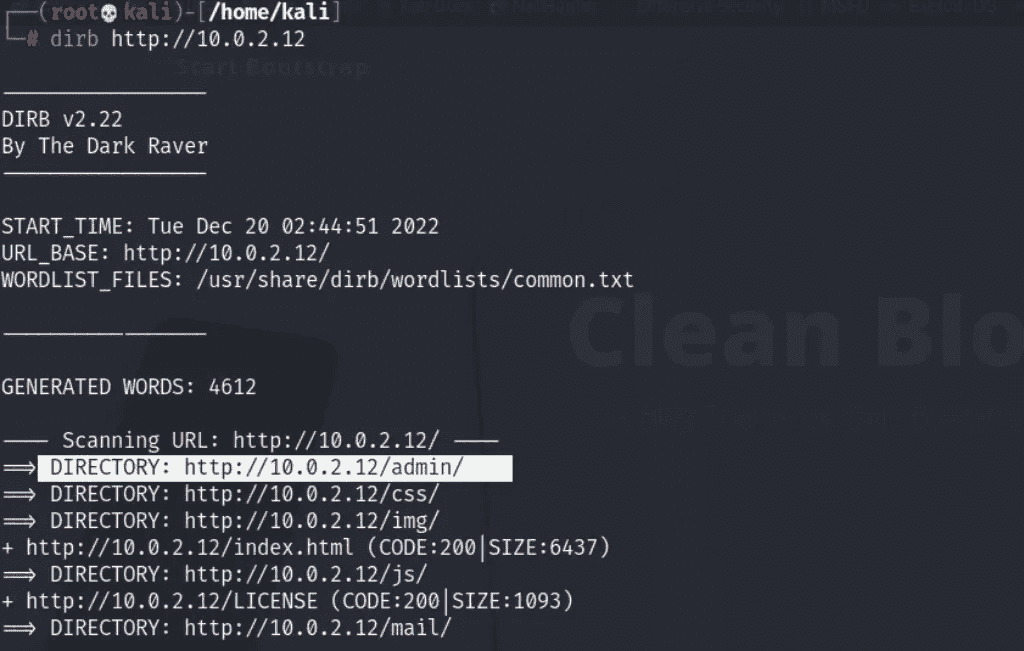 (root💀kali)-[/home/kali]
# dirb http://10.0.2.12
Start Bootstrap
DIRB v2.22
By The Dark Raver
START_TIME: Tue Dec 20 02:44:51 2022
URL_BASE: http://10.0.2.12/
WORDLIST_FILES: /usr/share/dirb/wordlists/common.txt
Clean Blo
GENERATED WORDS: 4612
---- Scanning URL: http://10.0.2.12/ ----
==> DIRECTORY: http://10.0.2.12/admin/
==> DIRECTORY: http://10.0.2.12/css/
==> DIRECTORY: http://10.0.2.12/img/
+ http://10.0.2.12/index.html (CODE:200|SIZE:6437)
==> DIRECTORY: http://10.0.2.12/js/
+ http://10.0.2.12/LICENSE (CODE:200|SIZE:1093)
==> DIRECTORY: http://10.0.2.12/mail/